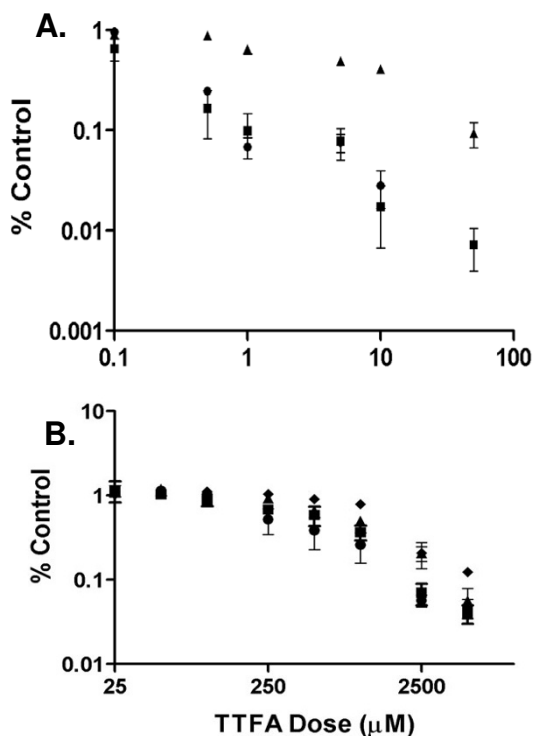 A.
% Control
1
0.1
0.01
0.001
0.1 1 10 100
B.
% Control
10
1
0.1
0.01
25 250 2500
TTFA Dose (μM)